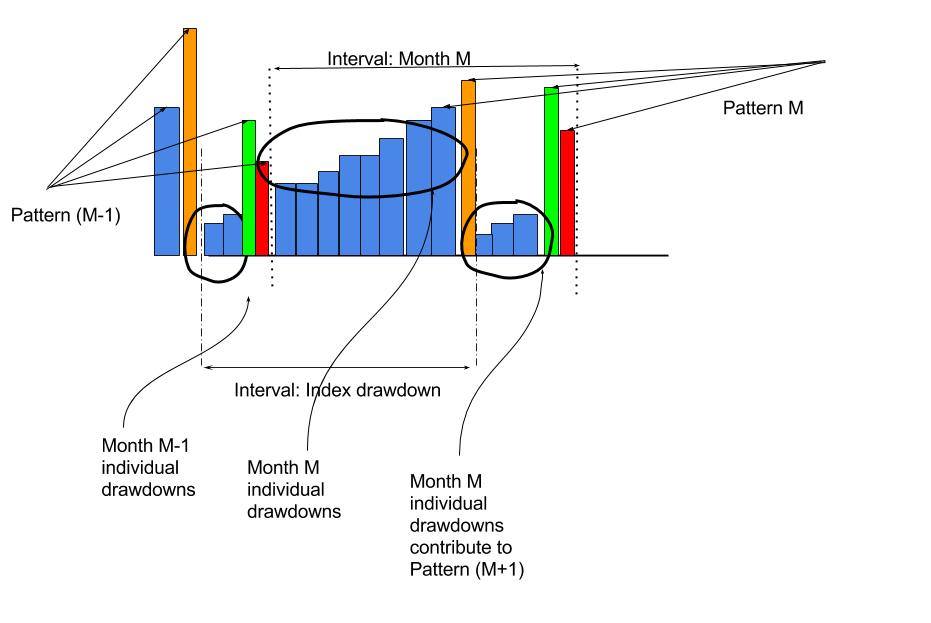 Interval: Month M
Pattern M
Pattern (M-1)
Interval: Index drawdown
Month M-1
individual
drawdowns
Month M
individual
drawdowns
Month M
individual
drawdowns
contribute to
Pattern (M+1)